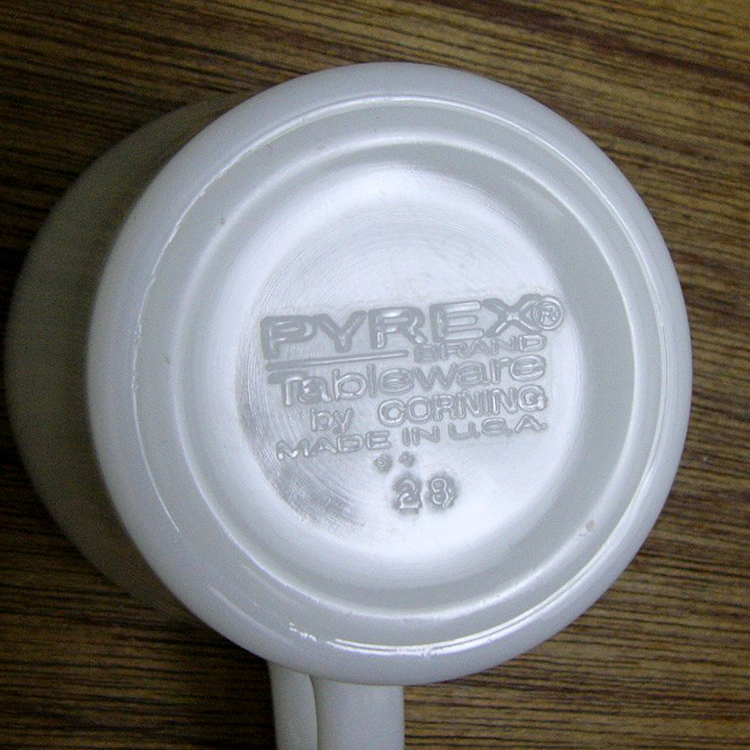 PYREX®
BRAND
Tableware
by CORNING
MADE IN U.S.A.
28